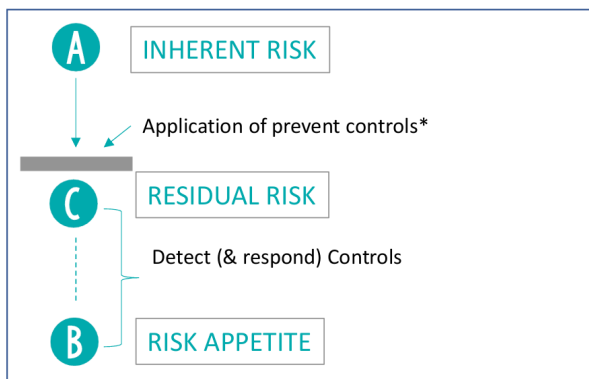 A
INHERENT RISK
Application of prevent controls*
C
RESIDUAL RISK
Detect (& respond) Controls
B
RISK APPETITE